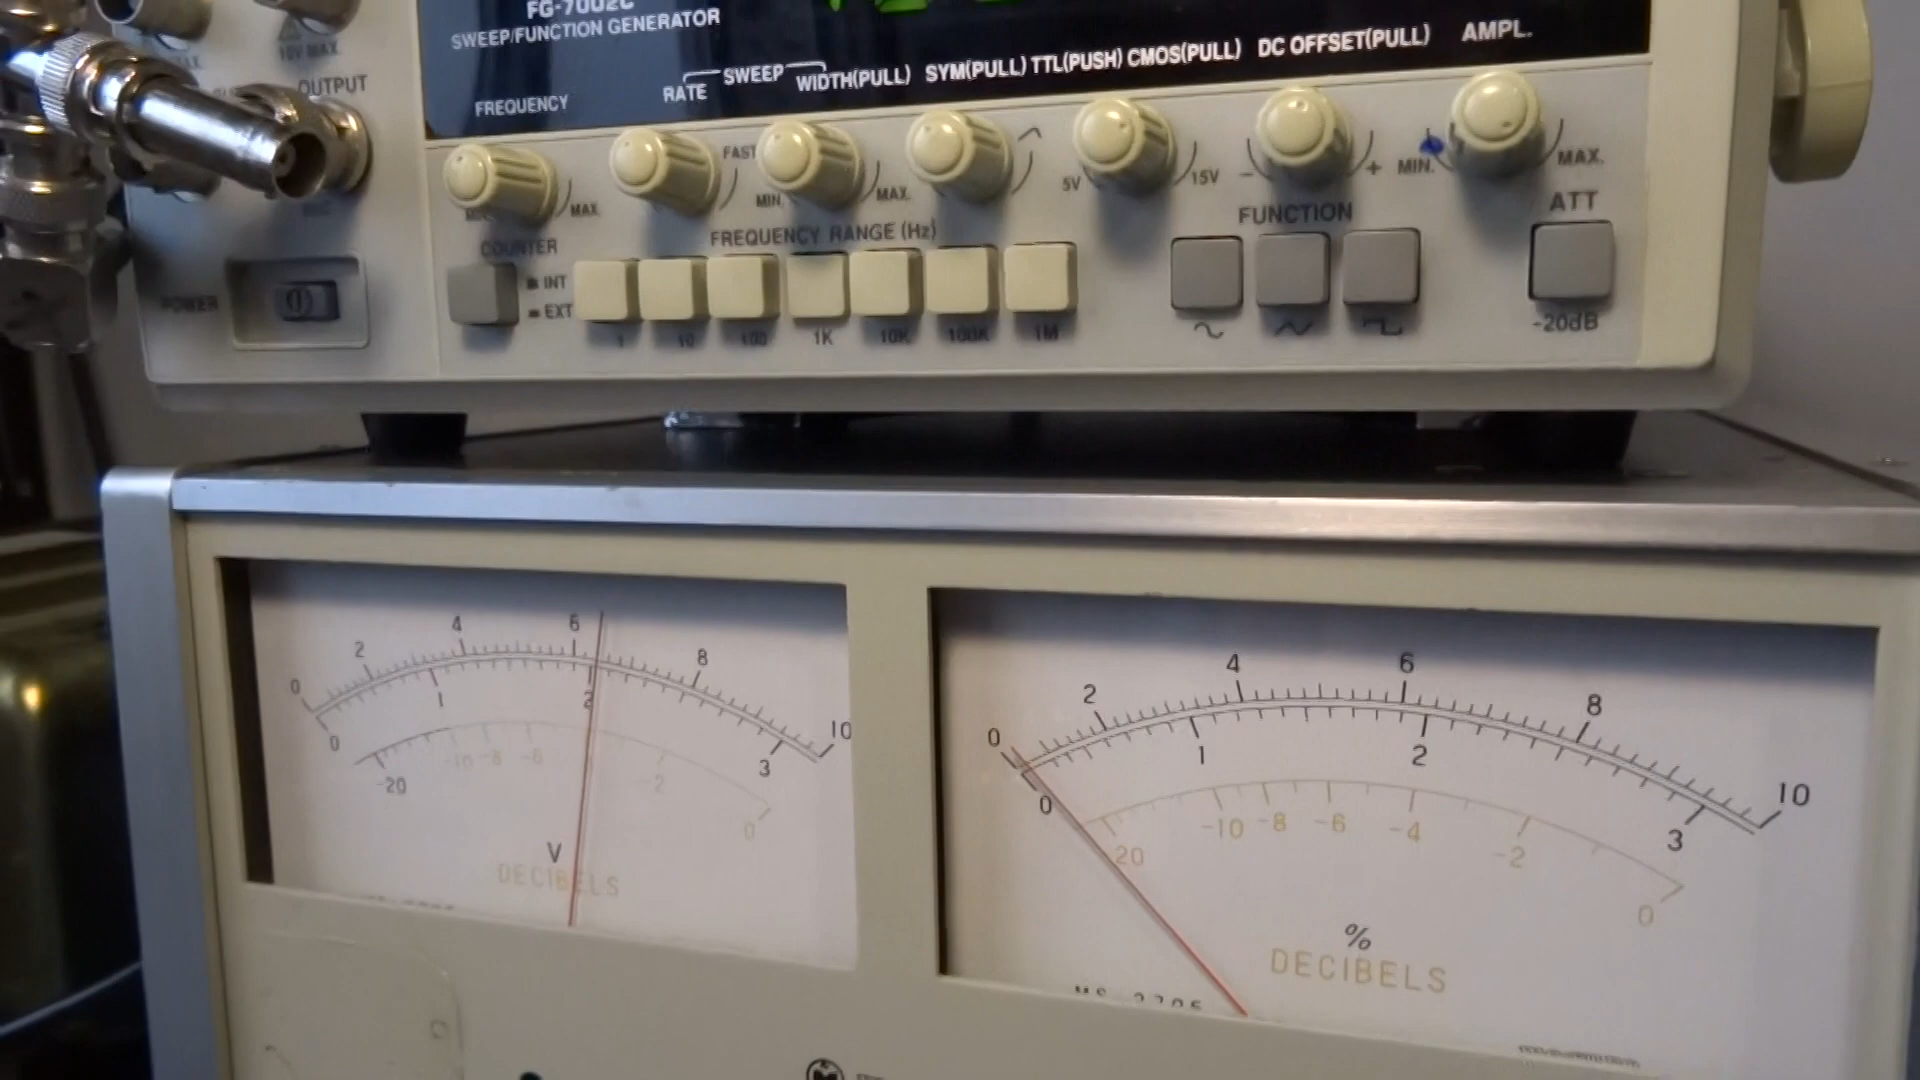 FG-7002C
SWEEP/FUNCTION GENERATOR
10V MAX
OUTPUT
FREQUENCY
SWEEP
RATE
WIDTH(PULL)
SYM(PULL)
TTL(PUSH) CMOS(PULL)
DC OFFSET(PULL)
AMPL.
MAX.
FAST
MIN.
MAX.
5V
15V
- +
MIN.
MAX.
COUNTER
INT
EXT
FREQUENCY RANGE (Hz)
1 10 100 1K 10K 100K 1M
FUNCTION
ATT
-20dB
POWER
0 2 4 6 8 10
0 1 2 3
-20 -10 -8 -6 -2 0
V
DECIBELS
0 2 4 6 8 10
0 1 2 3
20 -10 -8 -6 -4 -2 0
%
DECIBELS